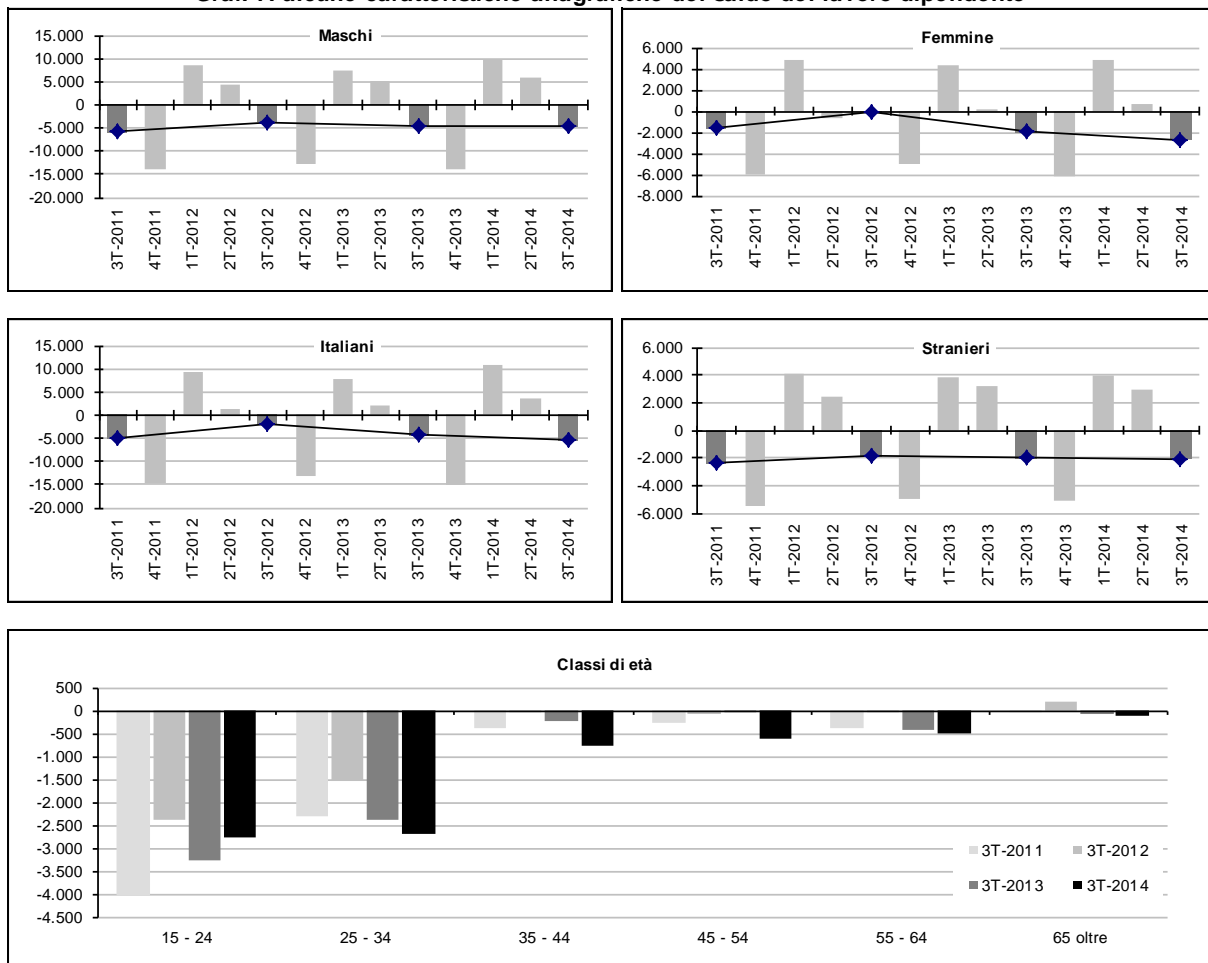 Maschi
15.000
10.000
5.000
0
-5.000
-10.000
-15.000
-20.000
3T-2011
4T-2011
1T-2012
2T-2012
3T-2012
4T-2012
1T-2013
2T-2013
3T-2013
4T-2013
1T-2014
2T-2014
3T-2014
Femmine
6.000
4.000
2.000
0
-2.000
-4.000
-6.000
-8.000
3T-2011
4T-2011
1T-2012
2T-2012
3T-2012
4T-2012
1T-2013
2T-2013
3T-2013
4T-2013
1T-2014
2T-2014
3T-2014
Italiani
15.000
10.000
5.000
0
-5.000
-10.000
-15.000
-20.000
3T-2011
4T-2011
1T-2012
2T-2012
3T-2012
4T-2012
1T-2013
2T-2013
3T-2013
4T-2013
1T-2014
2T-2014
3T-2014
Stranieri
6.000
4.000
2.000
0
-2.000
-4.000
-6.000
3T-2011
4T-2011
1T-2012
2T-2012
3T-2012
4T-2012
1T-2013
2T-2013
3T-2013
4T-2013
1T-2014
2T-2014
3T-2014
Classi di età
500
0
-500
-1.000
-1.500
-2.000
-2.500
-3.000
-3.500
-4.000
-4.500
3T-2011 3T-2012
3T-2013 3T-2014
15 - 24 25 - 34 35 - 44 45 - 54 55 - 64 65 oltre